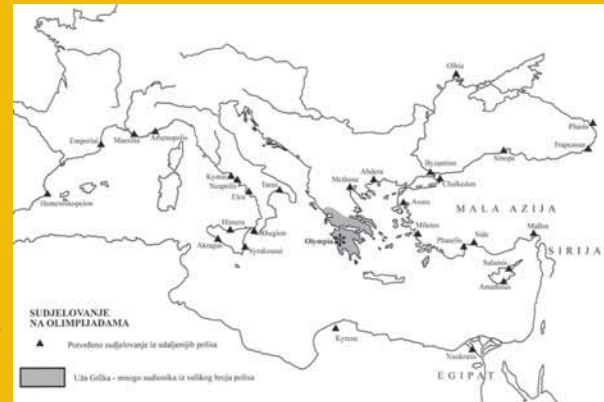 Olbia
Phasis
Trapezous
Sinope
Byzantion
Chalkedon
Emporiai
Massalia
Athenopolis
Hemeroskopeion
Kyme
Neapolis
Elea
Taras
Methone
Abdera
Assos
MALA AZIJA
Himera
Rhegion
Akragas
Syrakousai
Olympia
Miletos
Phaselis
Side
Mallos
SIRIJA
Salamis
Amathous
SUDJELOVANJE
NA OLIMPIJADAMA
Potvrđeno sudjelovanje iz udaljenijih polisa
Kyrene
Naukratis
EGIPAT
Uža Grčka - mnogo sudionika iz velikog broja polisa